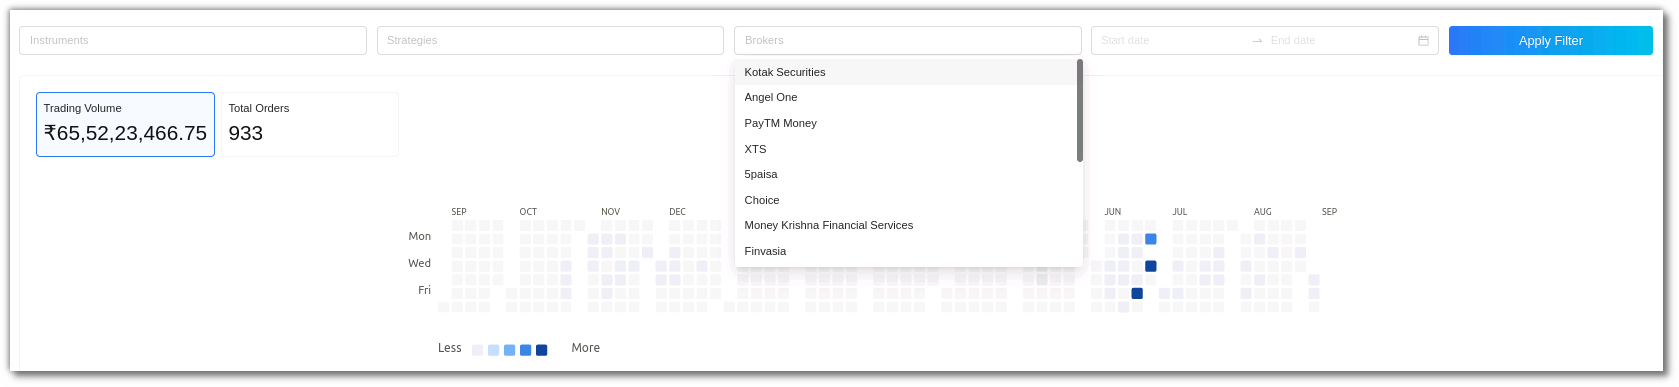 Instruments
Strategies
Brokers
Start date
End date
Apply Filter
Kotak Securities
Angel One
PayTM Money
XTS
5paisa
Choice
Money Krishna Financial Services
Finvasia
Trading Volume
₹65,52,23,466.75
Total Orders
933
SEP OCT NOV DEC JUN JUL AUG SEP
Mon
Wed
Fri
Less More